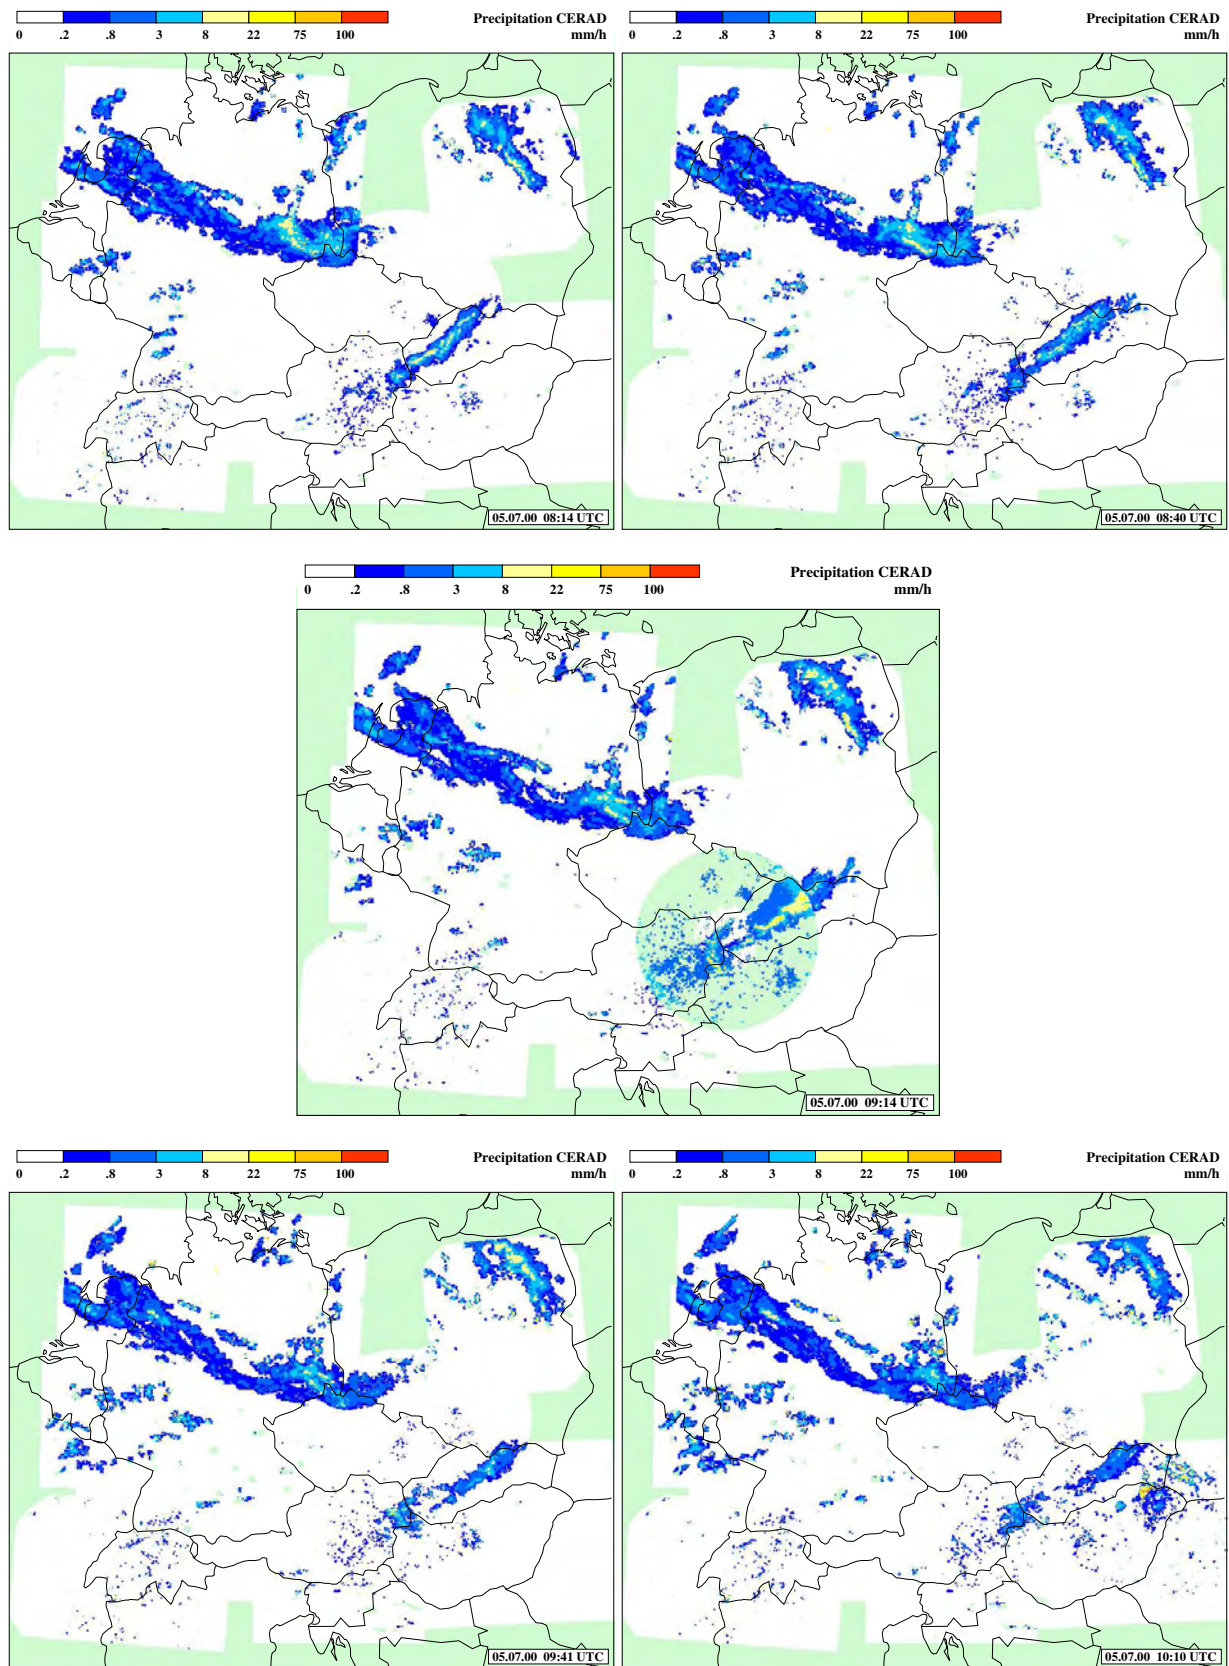 Precipitation CERAD
mm/h
0 .2 .8 3 8 22 75 100
05.07.00 08:14 UTC
Precipitation CERAD
mm/h
0 .2 .8 3 8 22 75 100
05.07.00 08:40 UTC
Precipitation CERAD
mm/h
0 .2 .8 3 8 22 75 100
05.07.00 09:14 UTC
Precipitation CERAD
mm/h
0 .2 .8 3 8 22 75 100
05.07.00 09:41 UTC
Precipitation CERAD
mm/h
0 .2 .8 3 8 22 75 100
05.07.00 10:10 UTC